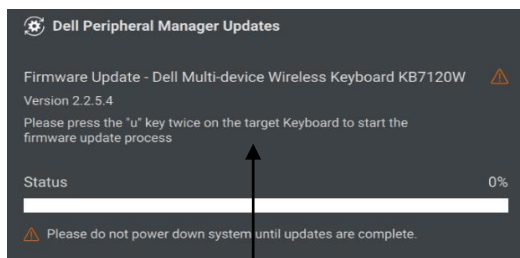 Dell Peripheral Manager Updates
Firmware Update - Dell Multi-device Wireless Keyboard KB7120W
Version 2.2.5.4
Please press the "u" key twice on the target Keyboard to start the
firmware update process
Status 0%
Please do not power down system until updates are complete.